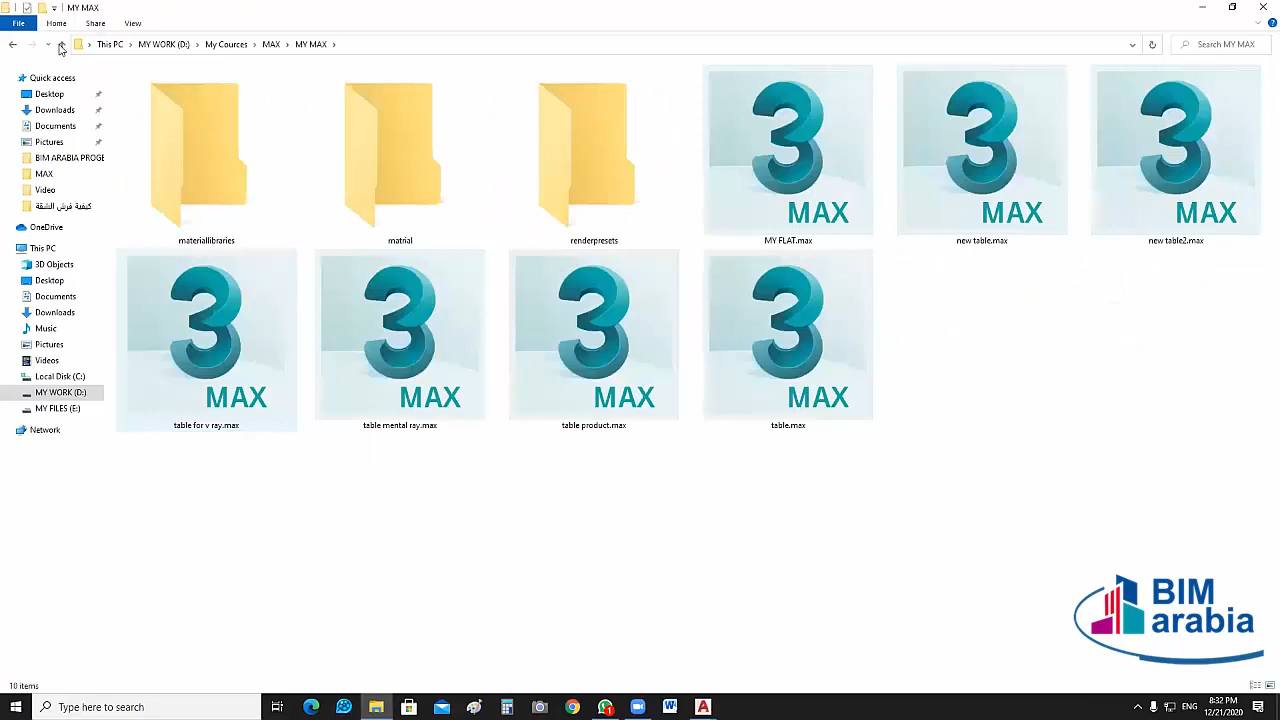 MY MAX
File Home Share View
This PC MY WORK (D:) My Cources MAX MY MAX
Search MY MAX
Quick access
Desktop
Downloads
Documents
Pictures
BIM ARABIA PROGE
MAX
Video
كيفية فرش الشقة
OneDrive
This PC
3D Objects
Desktop
Documents
Downloads
Music
Pictures
Videos
Local Disk (C:)
MY WORK (D:)
MY FILES (E:)
Network
MAX MAX MAX
materiallibraries matrial renderpresets MY FLAT.max new table.max new table2.max
MAX MAX MAX MAX
table for v ray.max table mental ray.max table product.max table.max
BIM
arabia
10 items
Type here to search
ENG
8:32 PM
12/21/2020